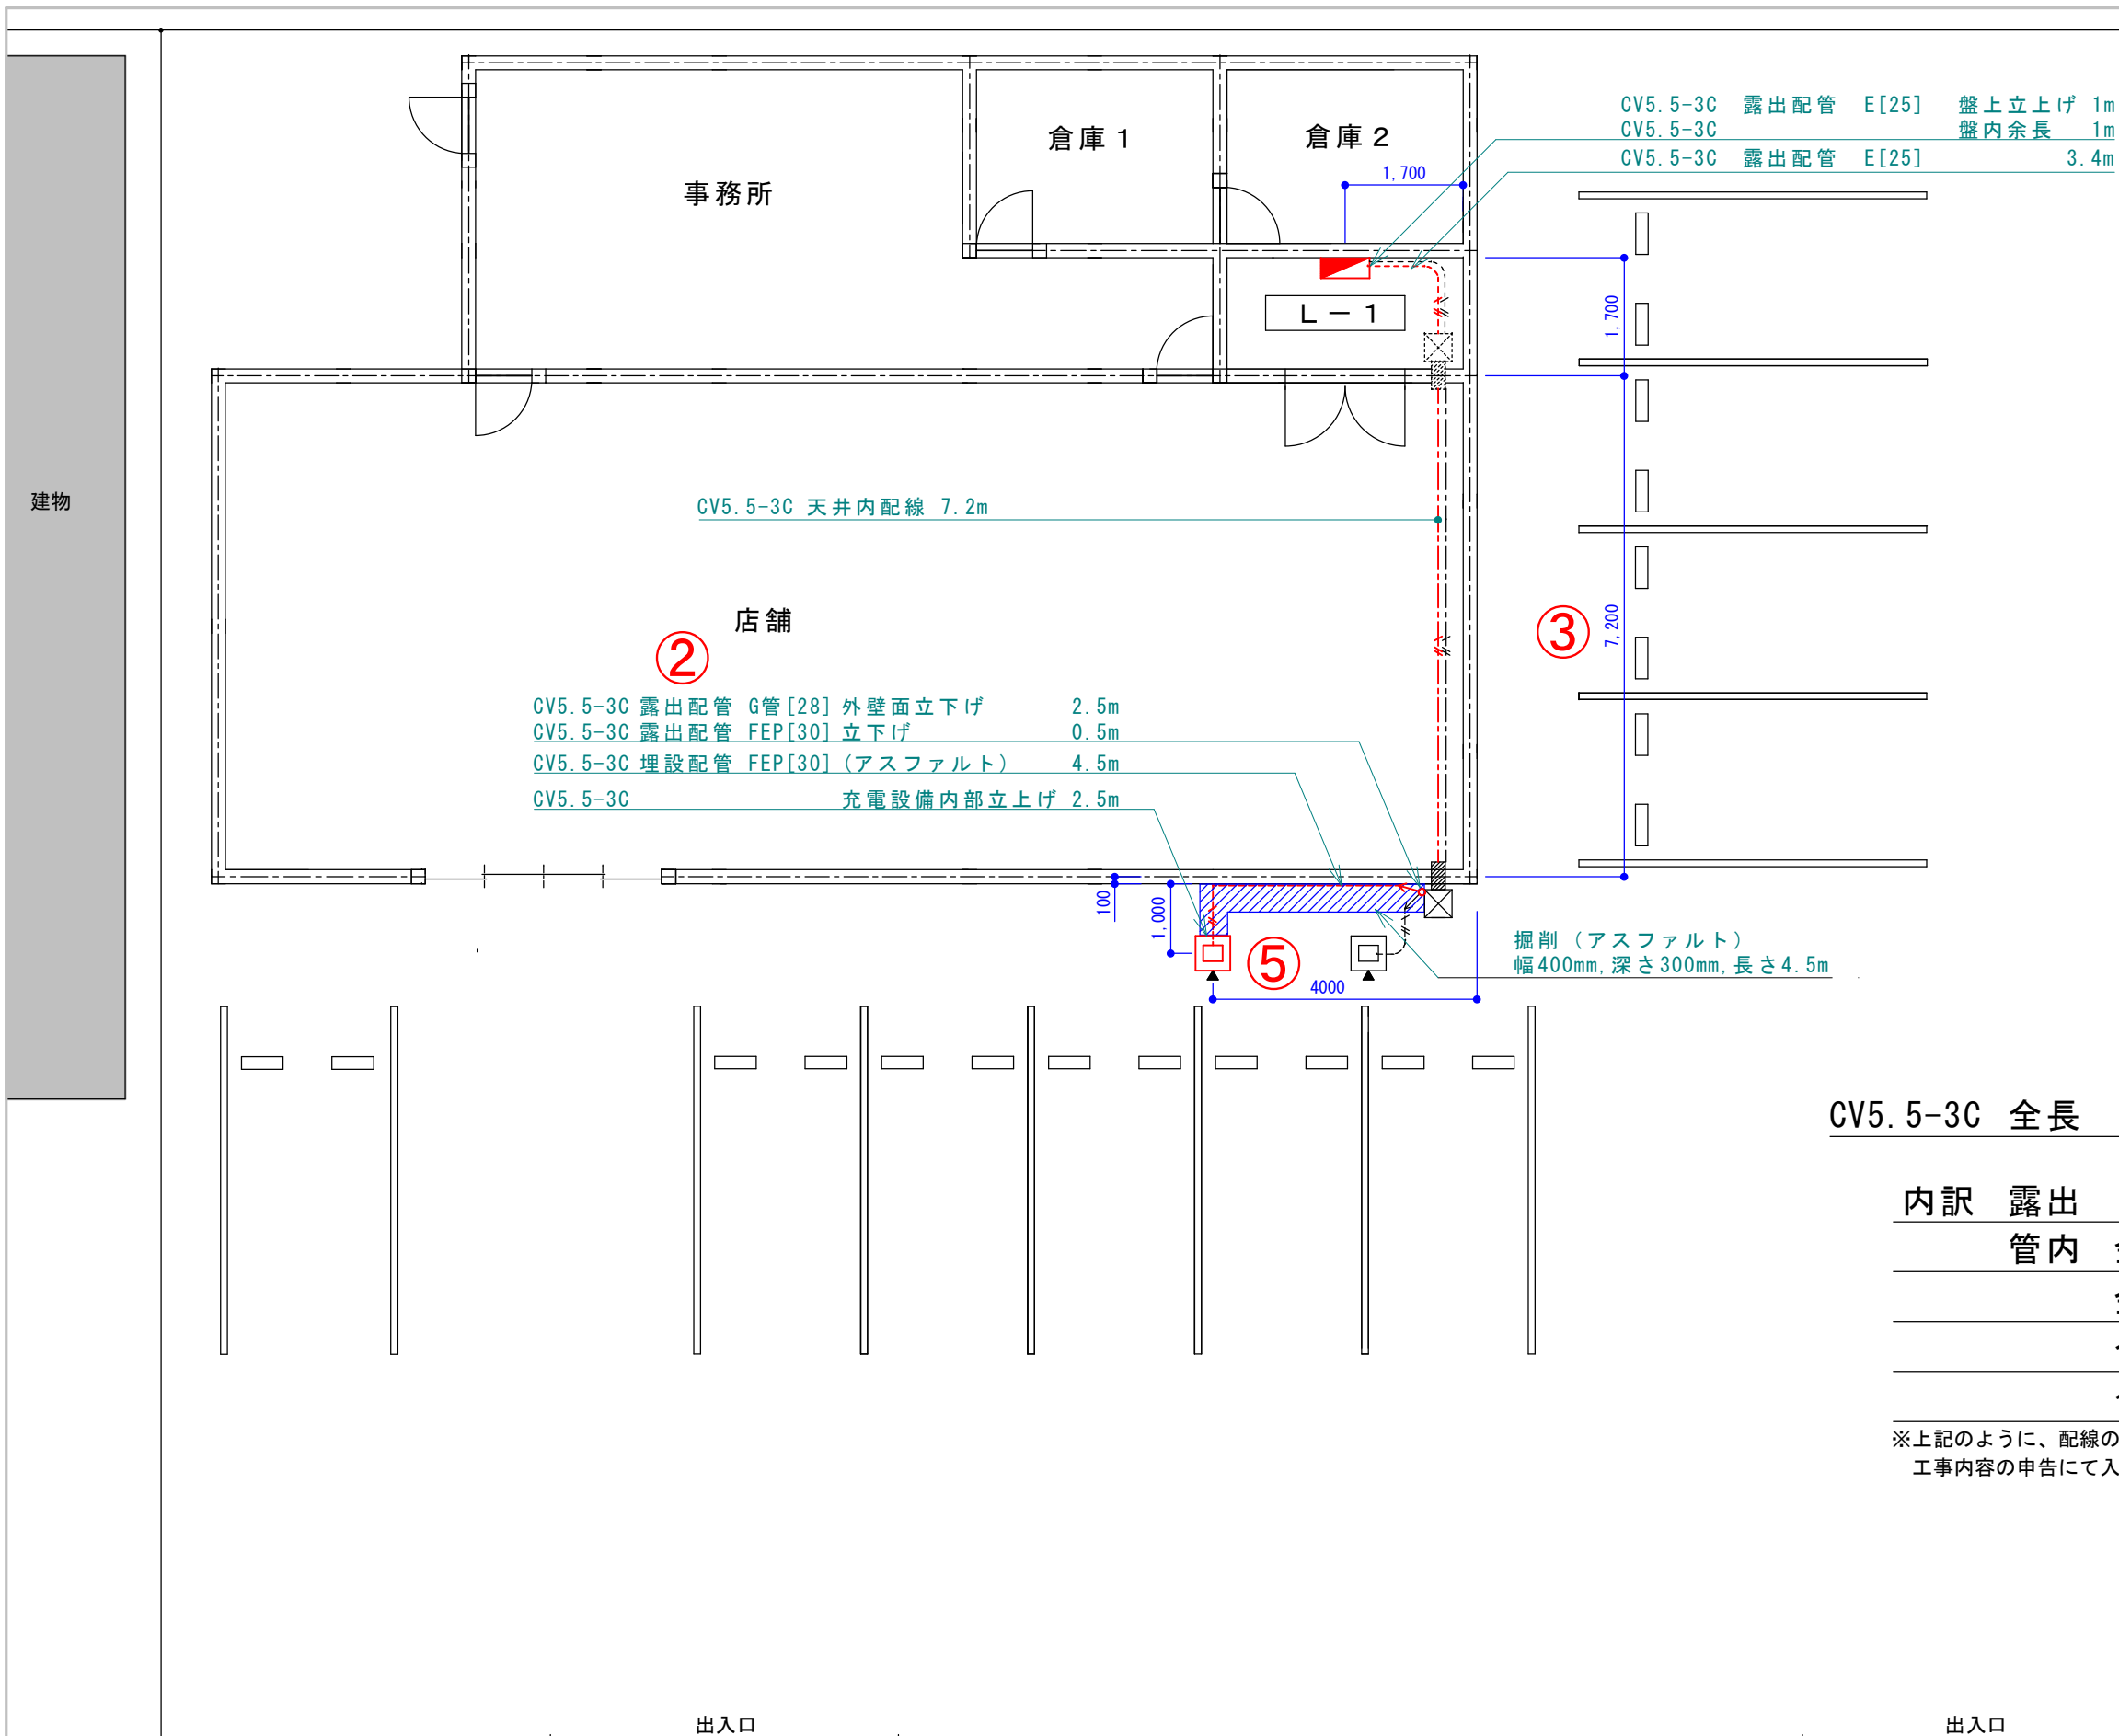 CV5.5-3C 露出配管 E[25] 盤上立上げ 1m
CV5.5-3C 盤内余長 1m
CV5.5-3C 露出配管 E[25] 3.4m
倉庫1
倉庫2
事務所
1,700
L-1
1,700
建物
CV5.5-3C 天井内配線 7.2m
店舗
②
③
7,200
CV5.5-3C 露出配管 G管[28] 外壁面立下げ 2.5m
CV5.5-3C 露出配管 FEP[30] 立下げ 0.5m
CV5.5-3C 埋設配管 FEP[30](アスファルト) 4.5m
CV5.5-3C 充電設備内部立上げ 2.5m
100
1,000
⑤
掘削(アスファルト)
幅400mm,深さ300mm,長さ4.5m
4000
CV5.5-3C 全長
内訳 露出
管内
※上記のように、配線の
工事内容の申告にて入
出入口
出入口